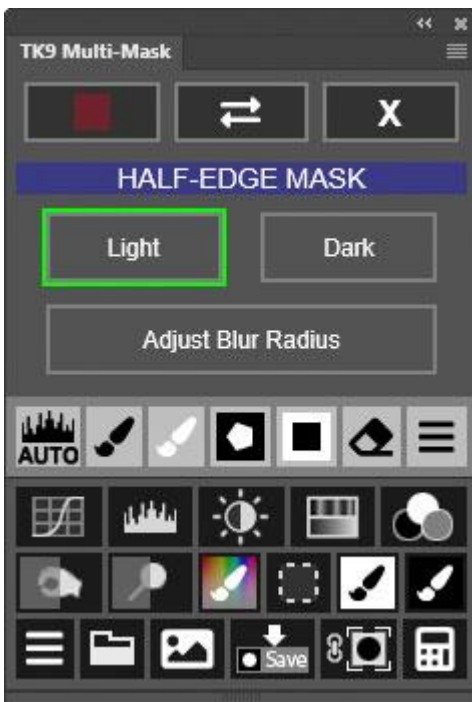 TK9 Multi-Mask
X
HALF-EDGE MASK
Light Dark
Adjust Blur Radius
AUTO
Save